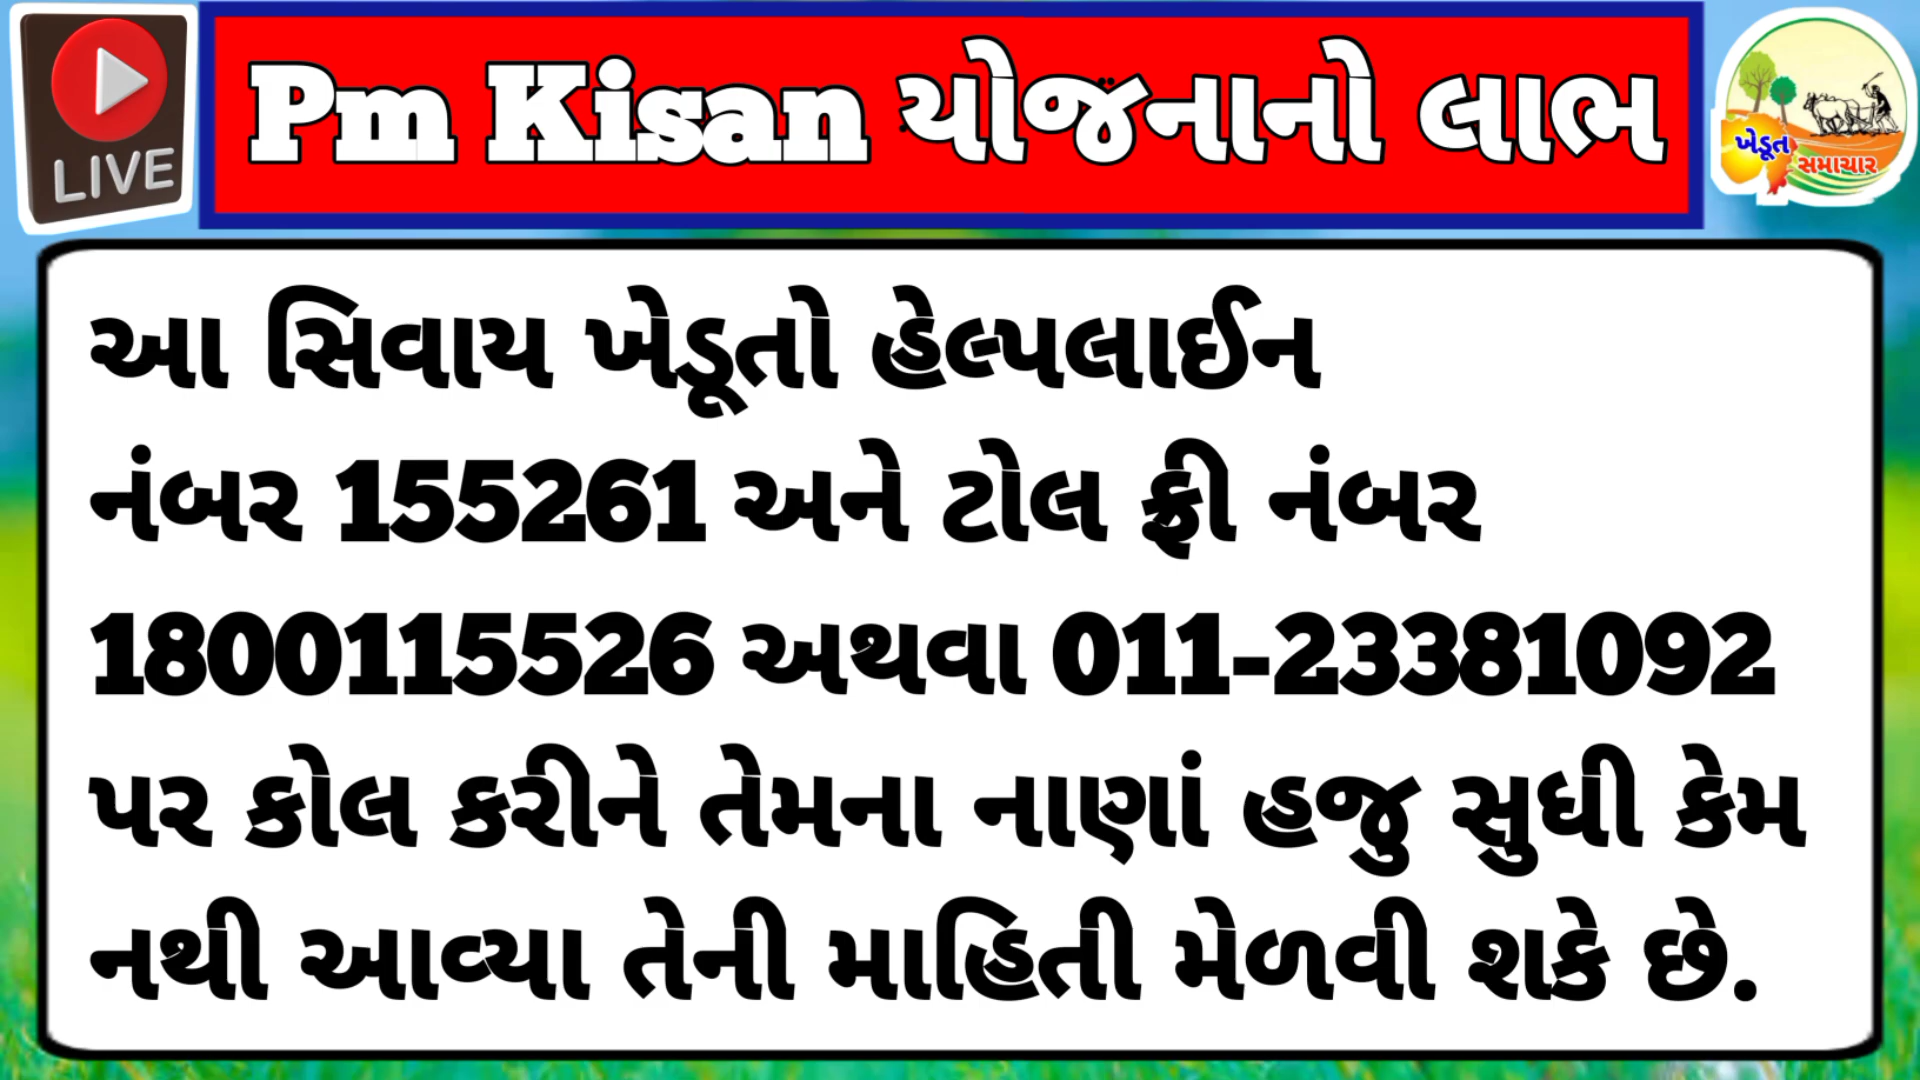 LIVE
Pm Kisan યોજનાનો લાભ
ખેડૂત
સમાચાર
આ સિવાય ખેડૂતો હેલ્પલાઈન
નંબર 155261 અને ટોલ ફ્રી નંબર
1800115526 અથવા 011-23381092
પર કોલ કરીને તેમના નાણાં હજુ સુધી કેમ
નથી આવ્યા તેની માહિતી મેળવી શકે છે.